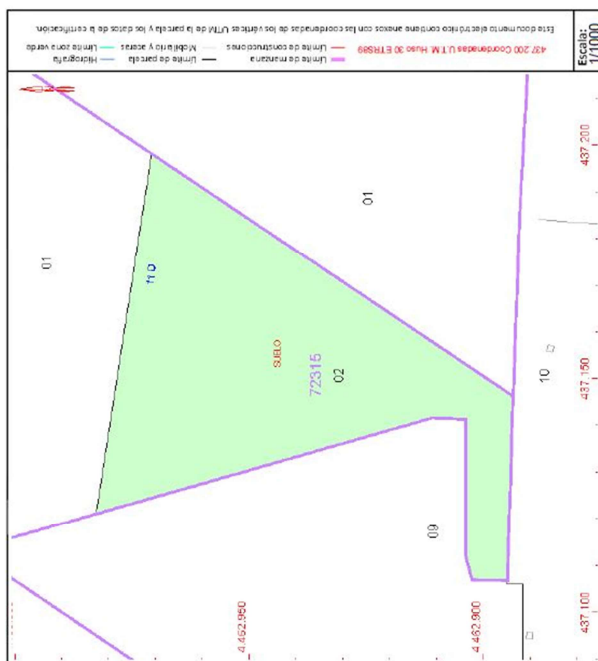 Este documento electrónico contiene anexos con las coordenadas de los vértices UTM de la parcela y los datos de la certificación.
437.200 Coordenadas U.T.M. Huso 30 ETRS89 Límite de construcciones Mobiliario y aceras Límite zona verde
Límite de manzana Límite de parcela Hidrografía
Escala:
1/1000
01
01
SUELO
72315
02
09
10
4.462.950
4.462.900
437.100
437.150
437.200